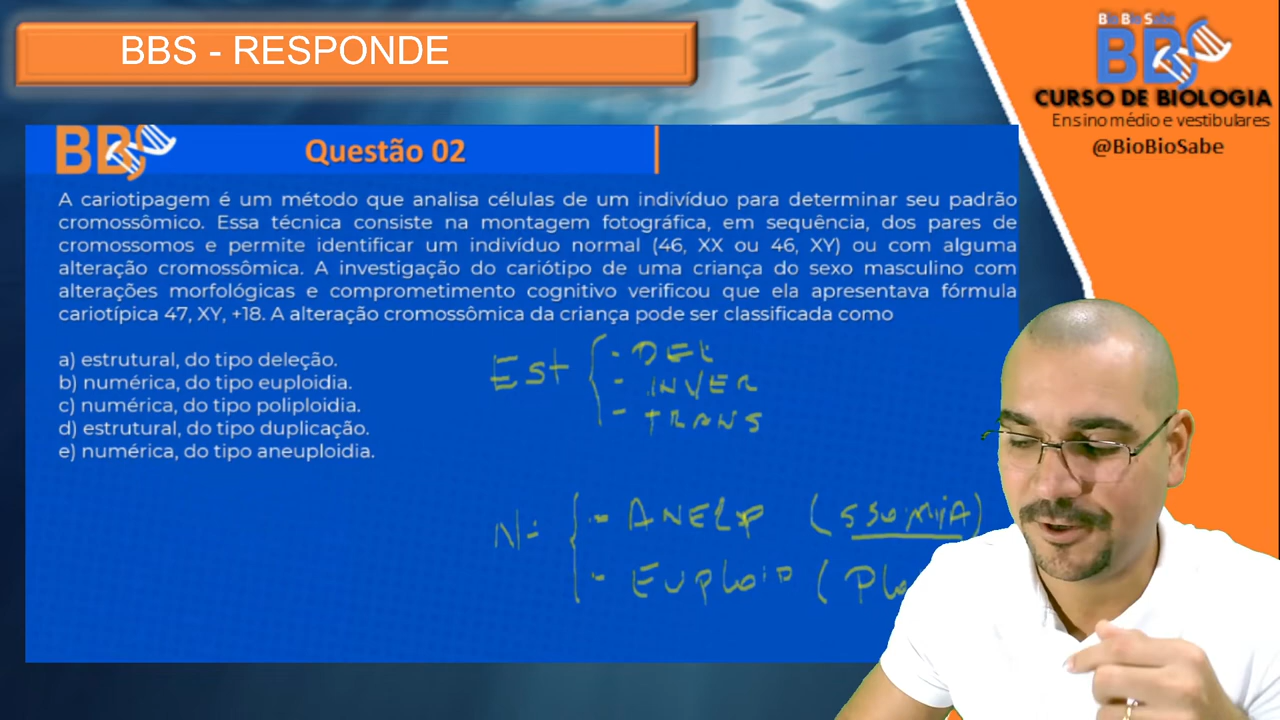 BBS - RESPONDE
Bio Bio Sabe
BBS
CURSO DE BIOLOGIA
Ensino médio e vestibulares
@BioBioSabe
BBS
Questão 02
A cariotipagem é um método que analisa células de um indivíduo para determinar seu padrão
cromossômico. Essa técnica consiste na montagem fotográfica, em sequência, dos pares de
cromossomos e permite identificar um indivíduo normal (46, XX ou 46, XY) ou com alguma
alteração cromossômica. A investigação do cariótipo de uma criança do sexo masculino com
alterações morfológicas e comprometimento cognitivo verificou que ela apresentava fórmula
cariotípica 47, XY, +18. A alteração cromossômica da criança pode ser classificada como
a) estrutural, do tipo deleção.
b) numérica, do tipo euploidia.
c) numérica, do tipo poliploidia.
d) estrutural, do tipo duplicação.
e) numérica, do tipo aneuploidia.
Est
- DEL
- INVER
- TRANS
N:
- (SSOMIA)
- EUPLOID (